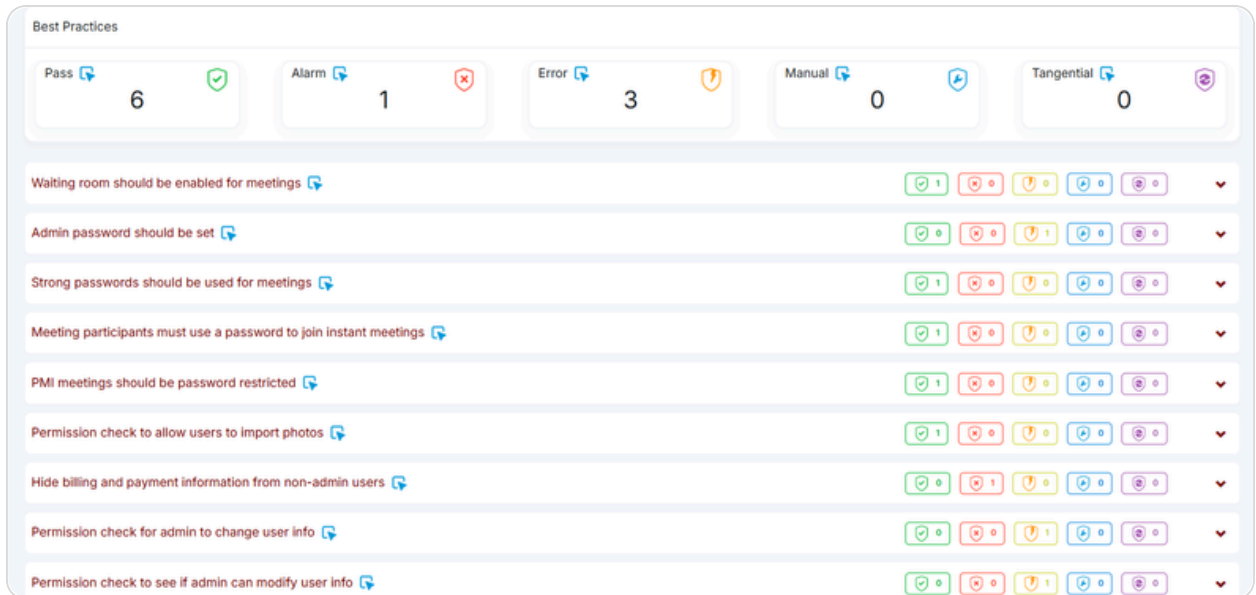 Best Practices
Pass Alarm Error Manual Tangential
6 1 3 0 0
Waiting room should be enabled for meetings 1 0 0 0 0
Admin password should be set 0 0 1 0 0
Strong passwords should be used for meetings 1 0 0 0 0
Meeting participants must use a password to join instant meetings 1 0 0 0 0
PMI meetings should be password restricted 1 0 0 0 0
Permission check to allow users to import photos 1 0 0 0 0
Hide billing and payment information from non-admin users 0 1 0 0 0
Permission check for admin to change user info 0 0 1 0 0
Permission check to see if admin can modify user info 0 0 1 0 0